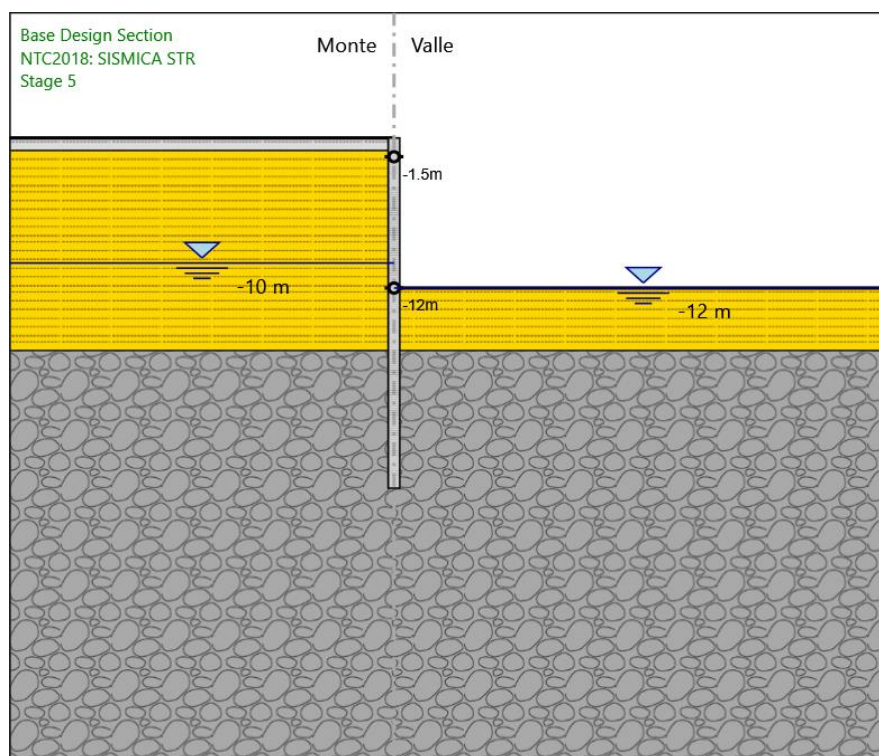 Base Design Section
NTC2018: SISMICA STR
Stage 5
Monte
Valle
-1.5m
-10 m
-12m
-12 m